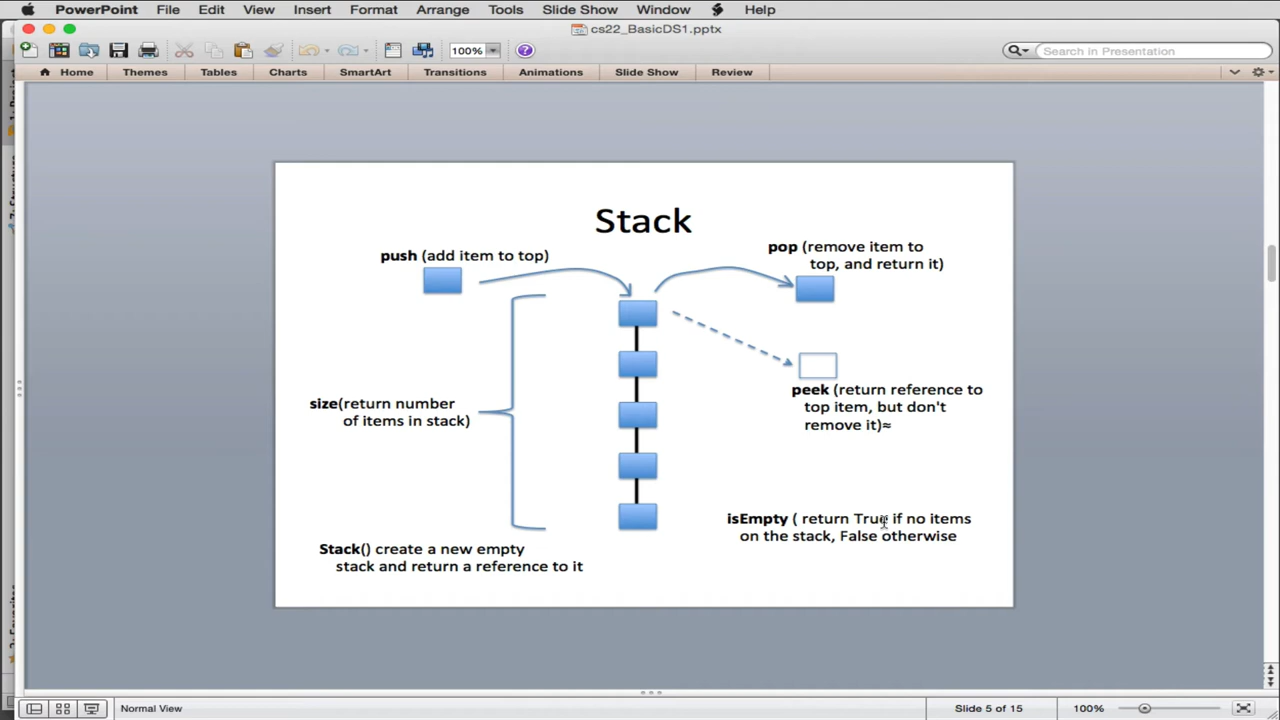 PowerPoint File Edit View Insert Format Arrange Tools Slide Show Window Help
cs22_BasicDS1.pptx
100% Search in Presentation
Home Themes Tables Charts SmartArt Transitions Animations Slide Show Review
Stack
push (add item to top)
pop (remove item to
top, and return it)
size(return number
of items in stack)
peek (return reference to
top item, but don't
remove it)≈
isEmpty ( return True if no items
on the stack, False otherwise
Stack() create a new empty
stack and return a reference to it
Normal View Slide 5 of 15 100%